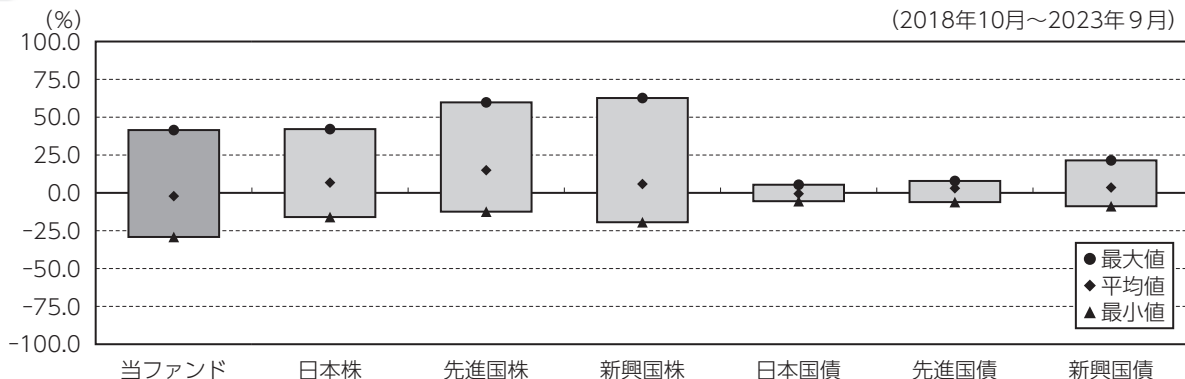 (%)
(2018年10月～2023年９月)
100.0
75.0
50.0
25.0
0.0
-25.0
-50.0
-75.0
-100.0
●最大値
◆平均値
▲最小値
当ファンド 日本株 先進国株 新興国株 日本国債 先進国債 新興国債